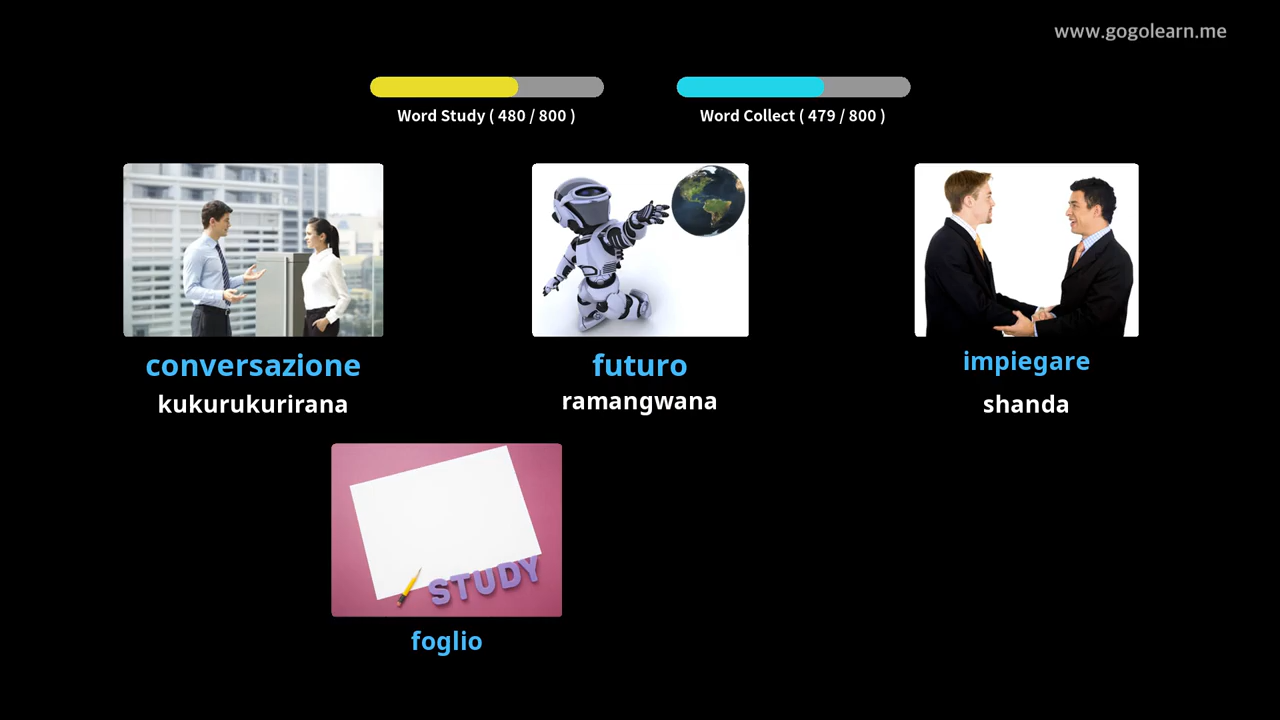 www.gogolearn.me
Word Study ( 480 / 800 )
Word Collect ( 479 / 800 )
conversazione
kukurukurirana
futuro
ramangwana
impiegare
shanda
STUDY
foglio